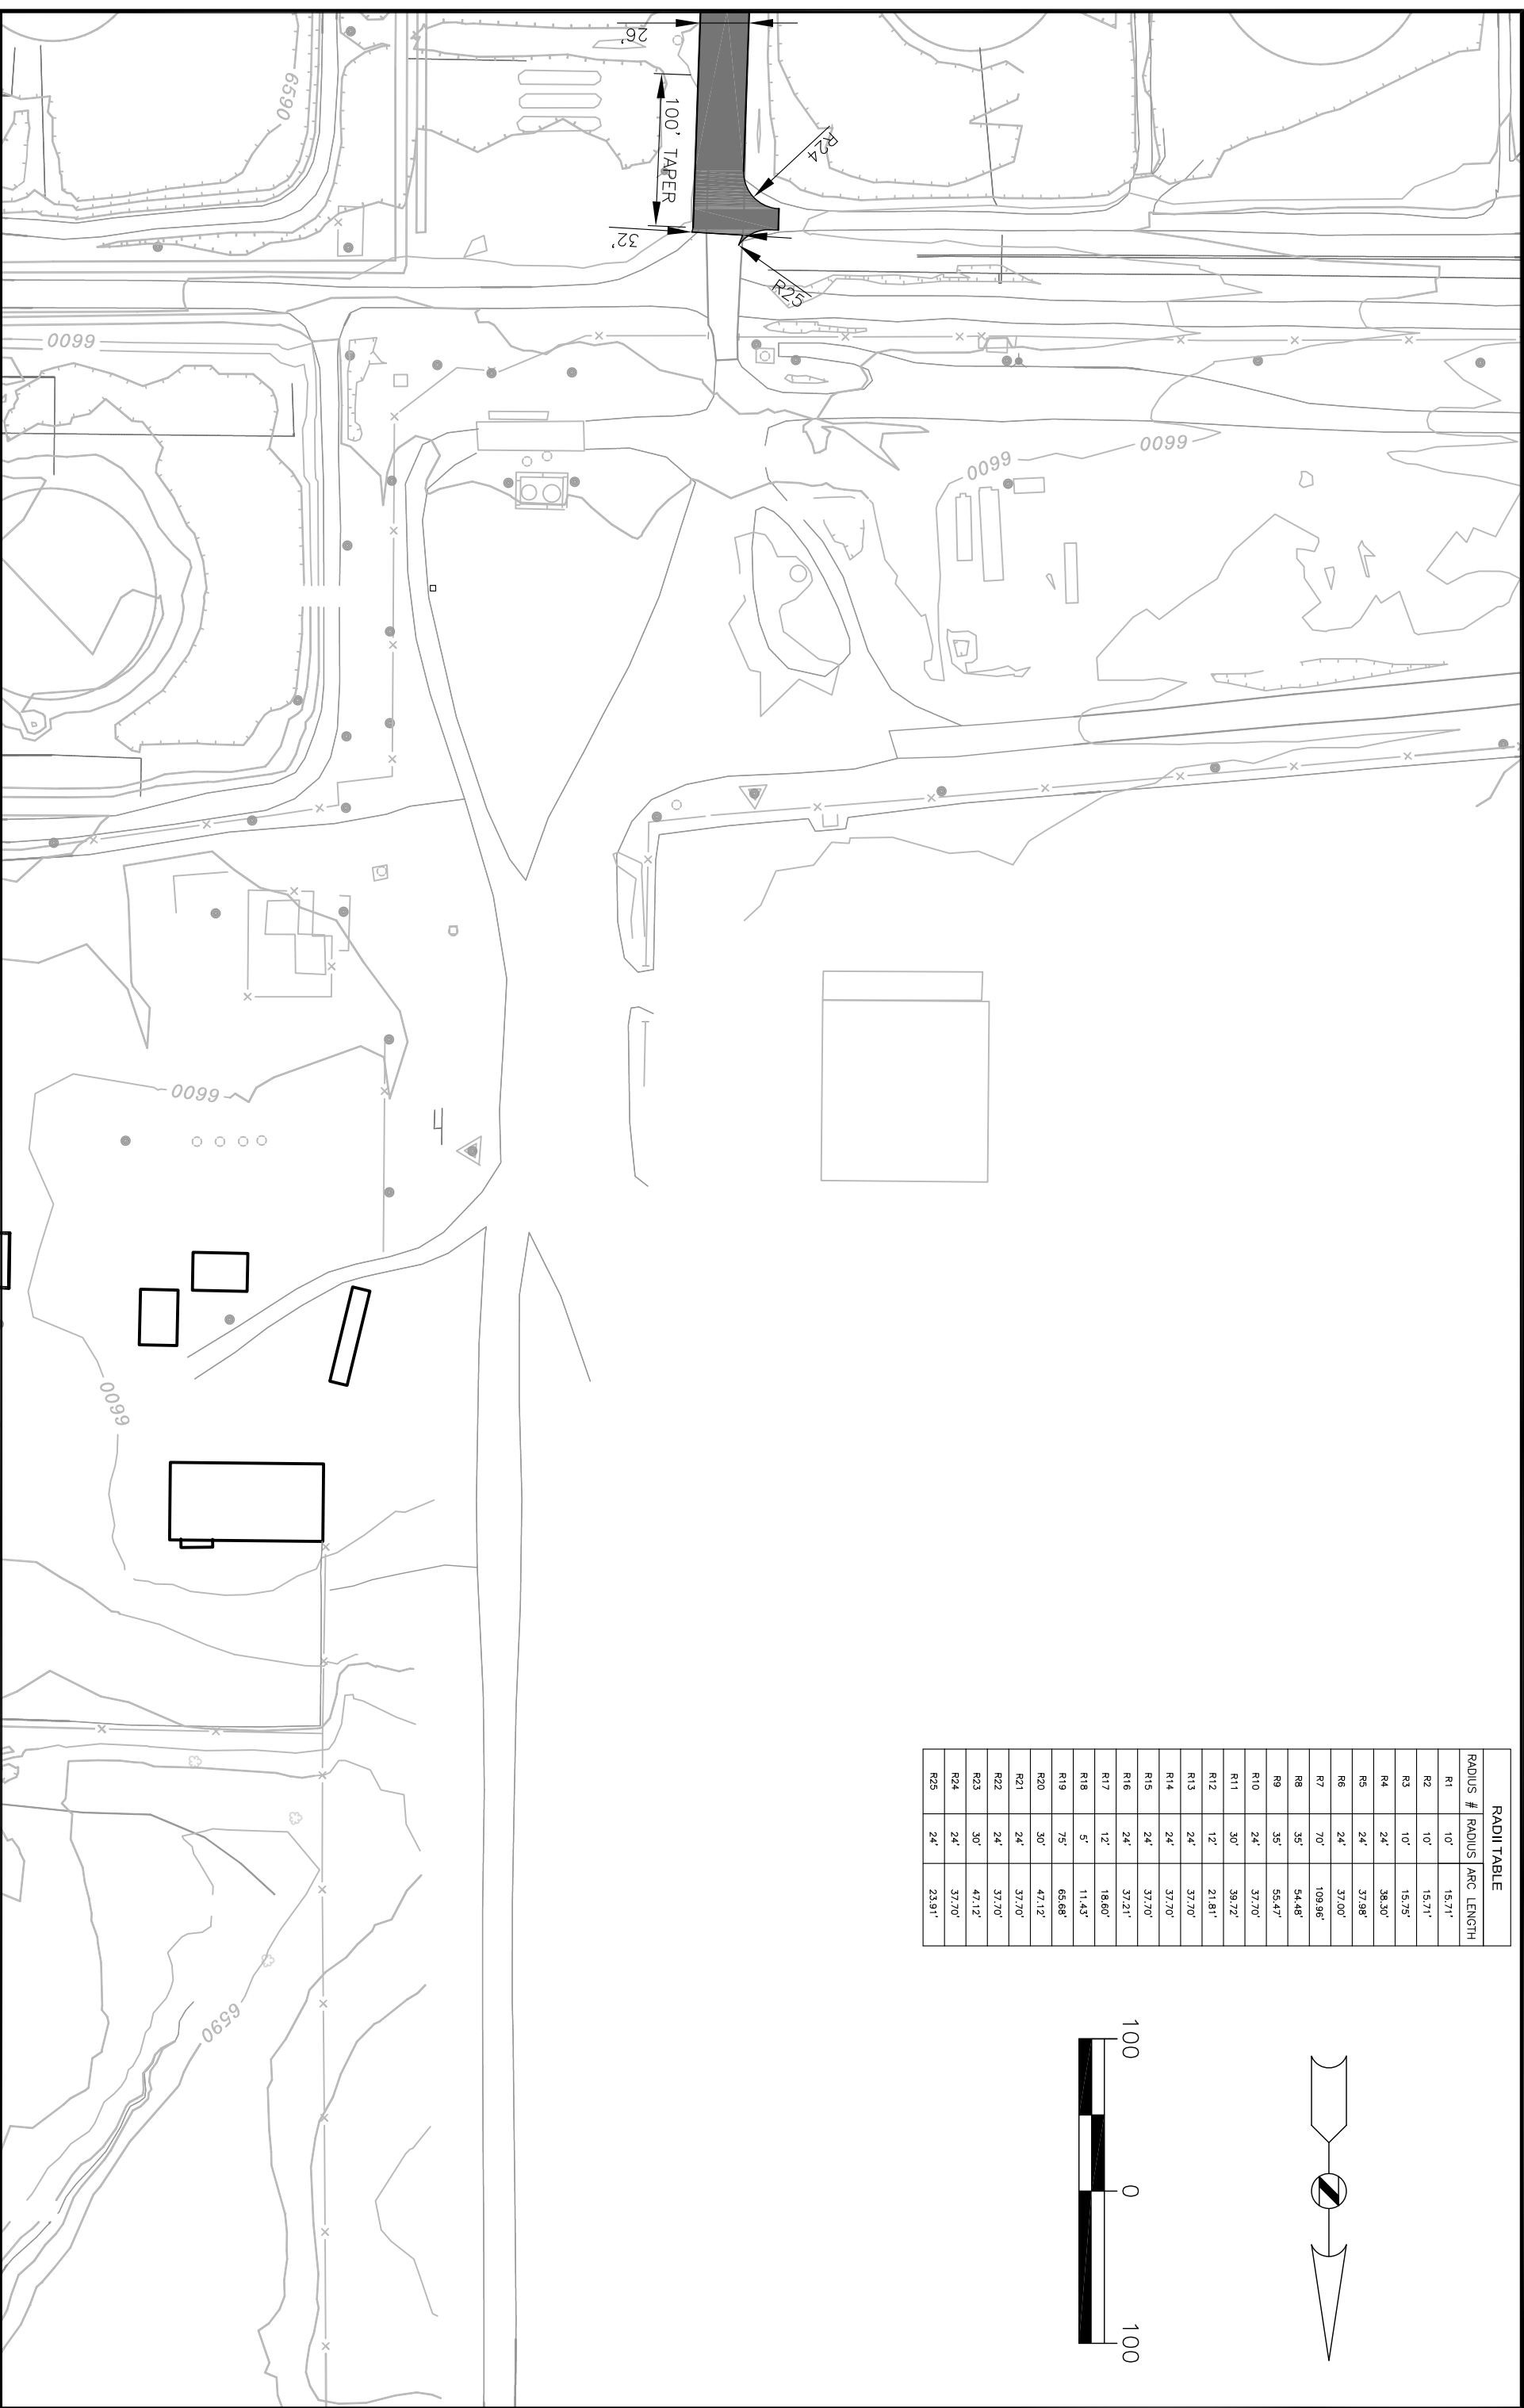 26'
100' TAPER
32'
R24
R25
6590
6600
6600
6600
6600
6600
6590
RADII TABLE
RADIUS # RADIUS ARC LENGTH
R1 10' 15.71'
R2 10' 15.71'
R3 10' 15.75'
R4 24' 38.30'
R5 24' 37.98'
R6 24' 37.00'
R7 70' 109.96'
R8 35' 54.48'
R9 35' 55.47'
R10 24' 37.70'
R11 30' 39.72'
R12 12' 21.81'
R13 24' 37.70'
R14 24' 37.70'
R15 24' 37.70'
R16 24' 37.21'
R17 12' 18.60'
R18 5' 11.43'
R19 75' 65.68'
R20 30' 47.12'
R21 24' 37.70'
R22 24' 37.70'
R23 30' 47.12'
R24 24' 37.70'
R25 24' 23.91'
100 0 100
N